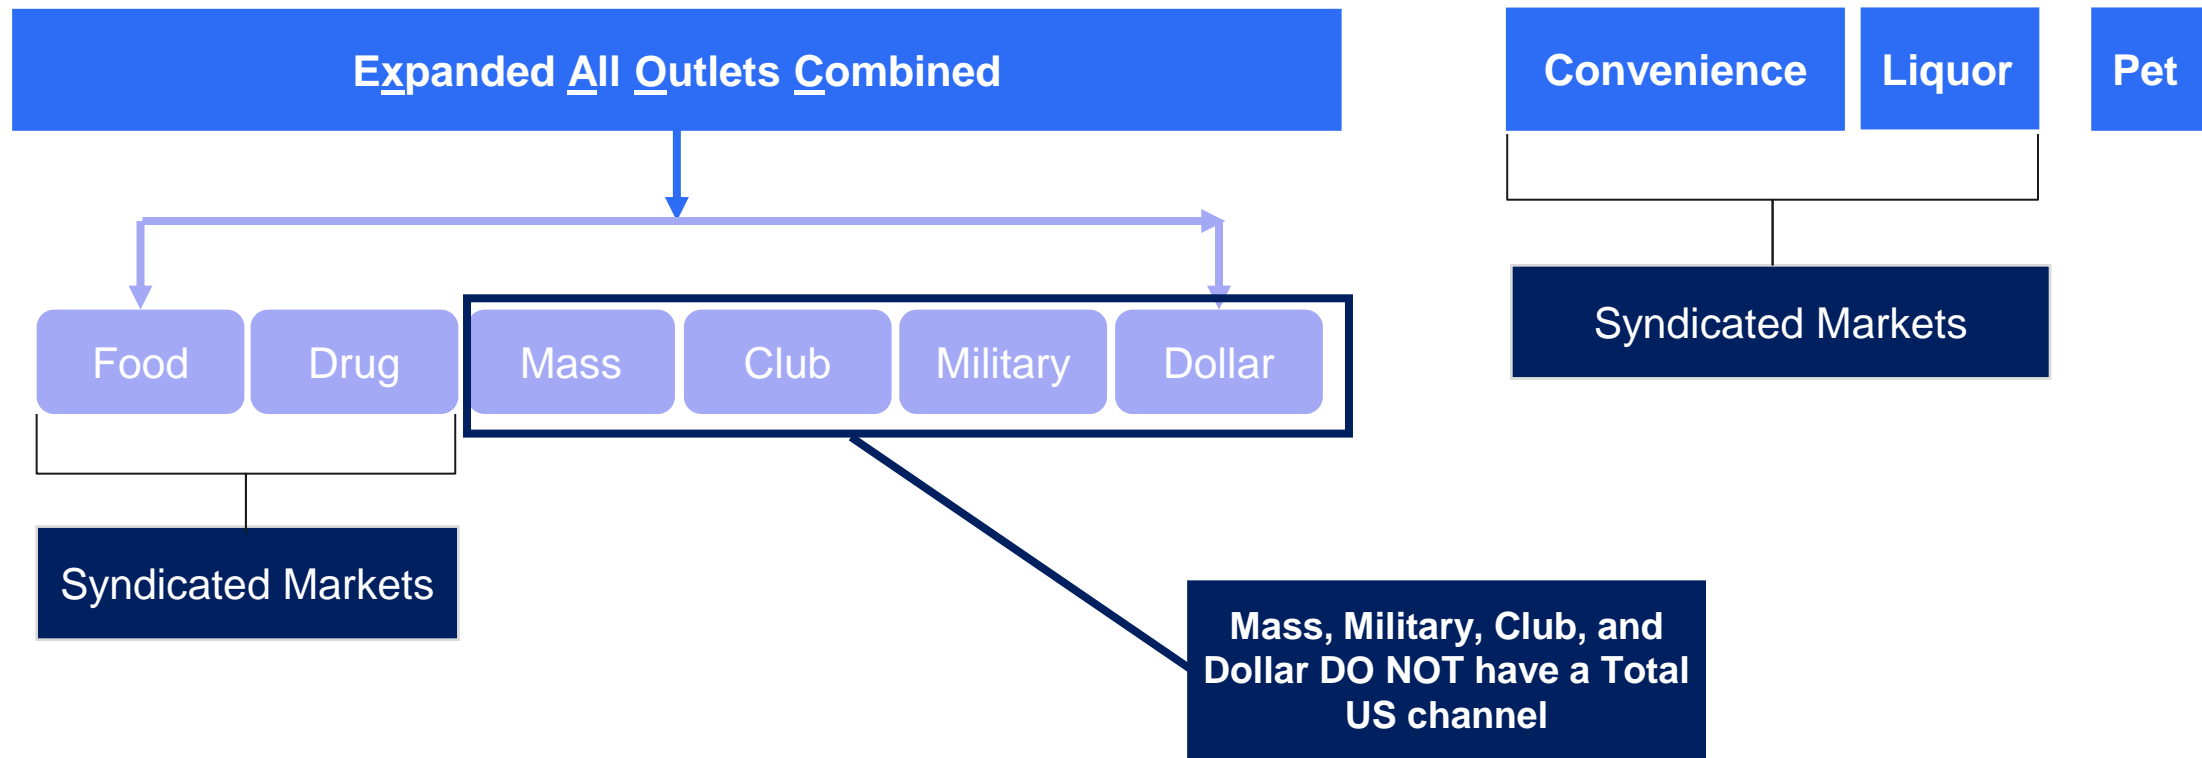 Expanded All Outlets Combined
Convenience
Liquor
Pet
Food
Drug
Mass
Club
Military
Dollar
Syndicated Markets
Syndicated Markets
Mass, Military, Club, and
Dollar DO NOT have a Total
US channel